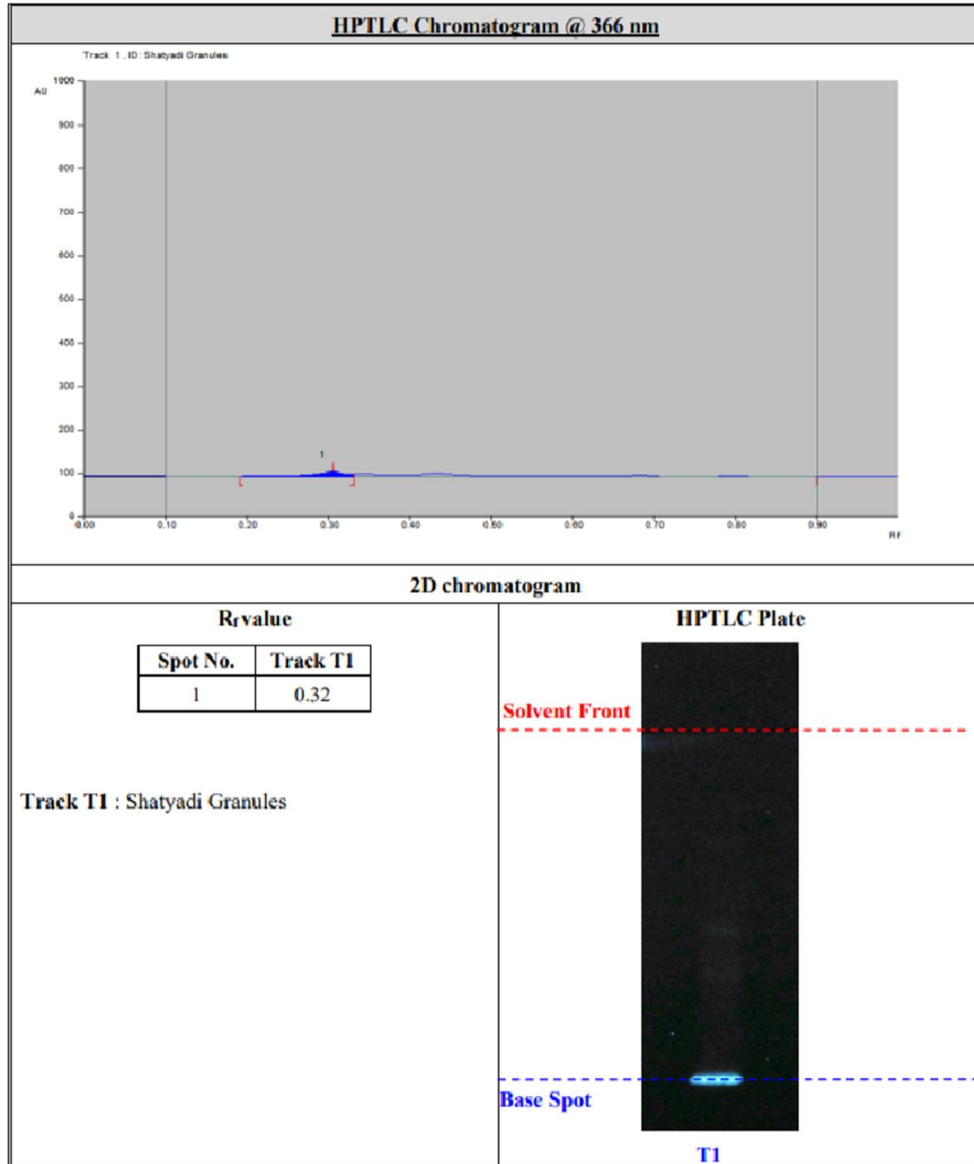 HPTLC Chromatogram @ 366 nm
Track 1 , ID: Shatyadi Granules
1000
AU
900
800
700
600
500
400
300
200
100
0
1
0.00 0.10 0.20 0.30 0.40 0.50 0.60 0.70 0.80 0.90
Rf
2D chromatogram
Rf value
HPTLC Plate
Spot No. Track T1
1 0.32
Solvent Front
Track T1 : Shatyadi Granules
Base Spot
T1